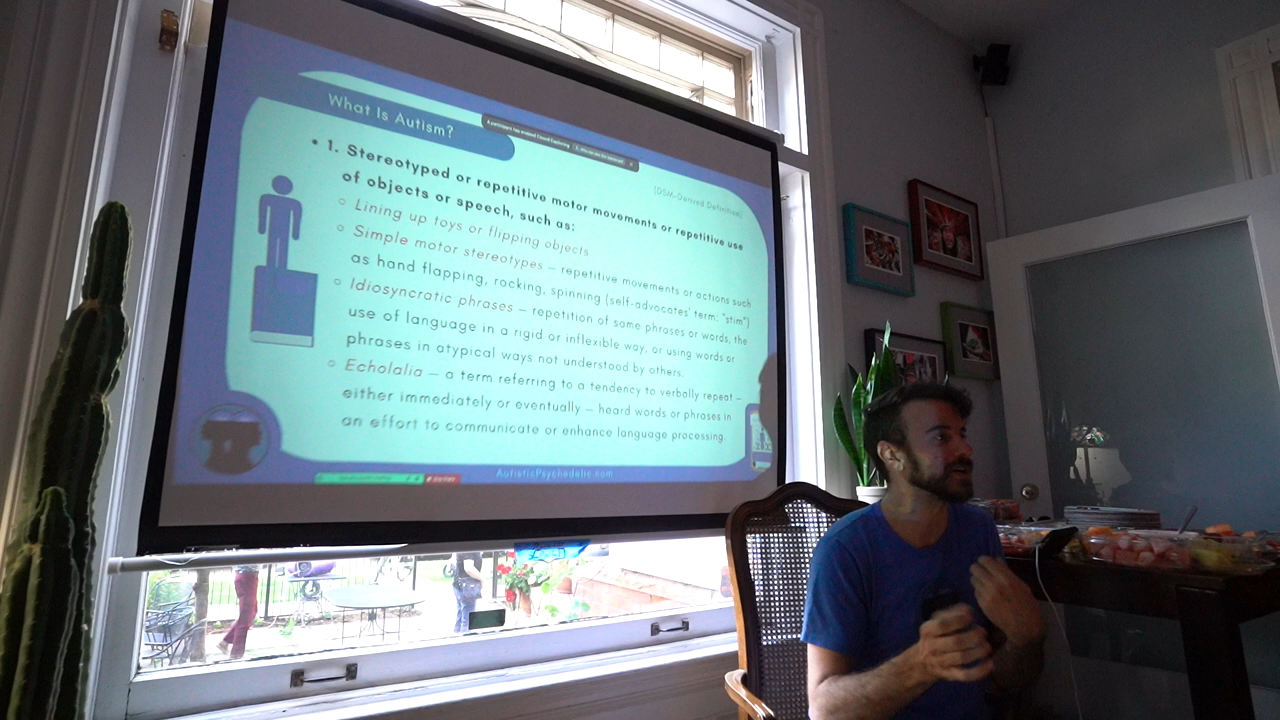 What Is Autism?
A participant has enabled Closed Captioning
(DSM-Derived Definition)
• 1. Stereotyped or repetitive motor movements or repetitive use
of objects or speech, such as:
○ Lining up toys or flipping objects
○ Simple motor stereotypes – repetitive movements or actions such
as hand flapping, rocking, spinning (self-advocates' term: "stim")
○ Idiosyncratic phrases – repetition of same phrases or words, the
use of language in a rigid or inflexible way, or using words or
phrases in atypical ways not understood by others.
○ Echolalia – a term referring to a tendency to verbally repeat –
either immediately or eventually – heard words or phrases in
an effort to communicate or enhance language processing.
AutisticPsychedelic.com